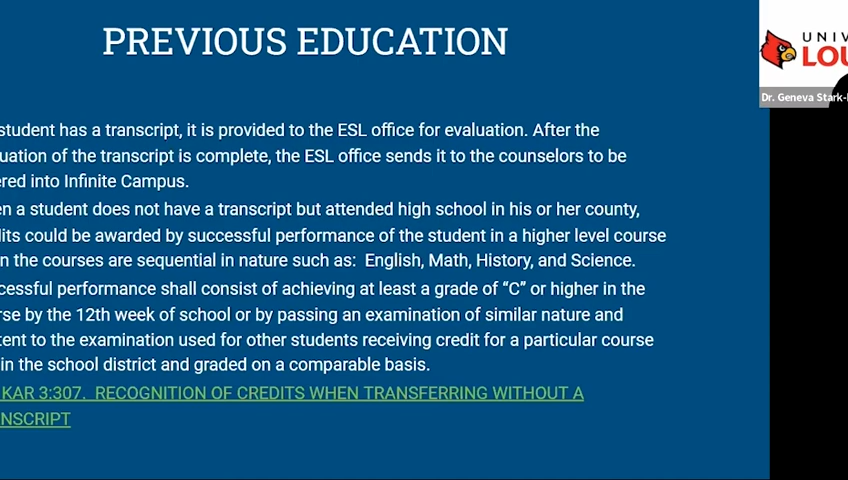 PREVIOUS EDUCATION
UNIV
LOU
Dr. Geneva Stark-
student has a transcript, it is provided to the ESL office for evaluation. After the
uation of the transcript is complete, the ESL office sends it to the counselors to be
ered into Infinite Campus.
n a student does not have a transcript but attended high school in his or her county,
dits could be awarded by successful performance of the student in a higher level course
n the courses are sequential in nature such as: English, Math, History, and Science.
cessful performance shall consist of achieving at least a grade of “C” or higher in the
rse by the 12th week of school or by passing an examination of similar nature and
tent to the examination used for other students receiving credit for a particular course
in the school district and graded on a comparable basis.
KAR 3:307. RECOGNITION OF CREDITS WHEN TRANSFERRING WITHOUT A
NSCRIPT